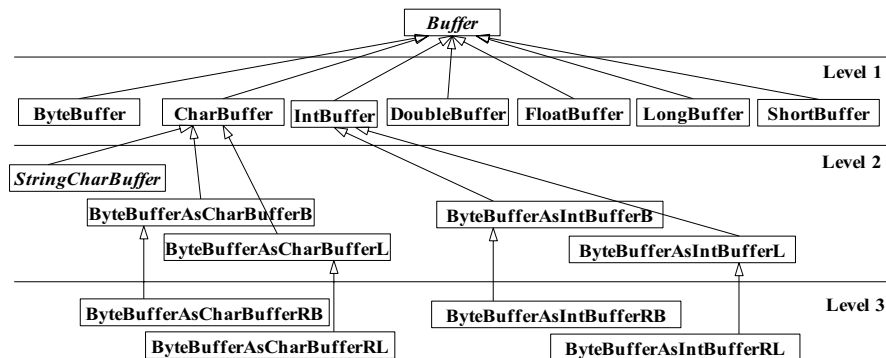 Buffer
Level 1
ByteBuffer CharBuffer IntBuffer DoubleBuffer FloatBuffer LongBuffer ShortBuffer
Level 2
StringCharBuffer
ByteBufferAsCharBufferB ByteBufferAsIntBufferB
ByteBufferAsCharBufferL ByteBufferAsIntBufferL
Level 3
ByteBufferAsCharBufferRB ByteBufferAsIntBufferRB
ByteBufferAsCharBufferRL ByteBufferAsIntBufferRL